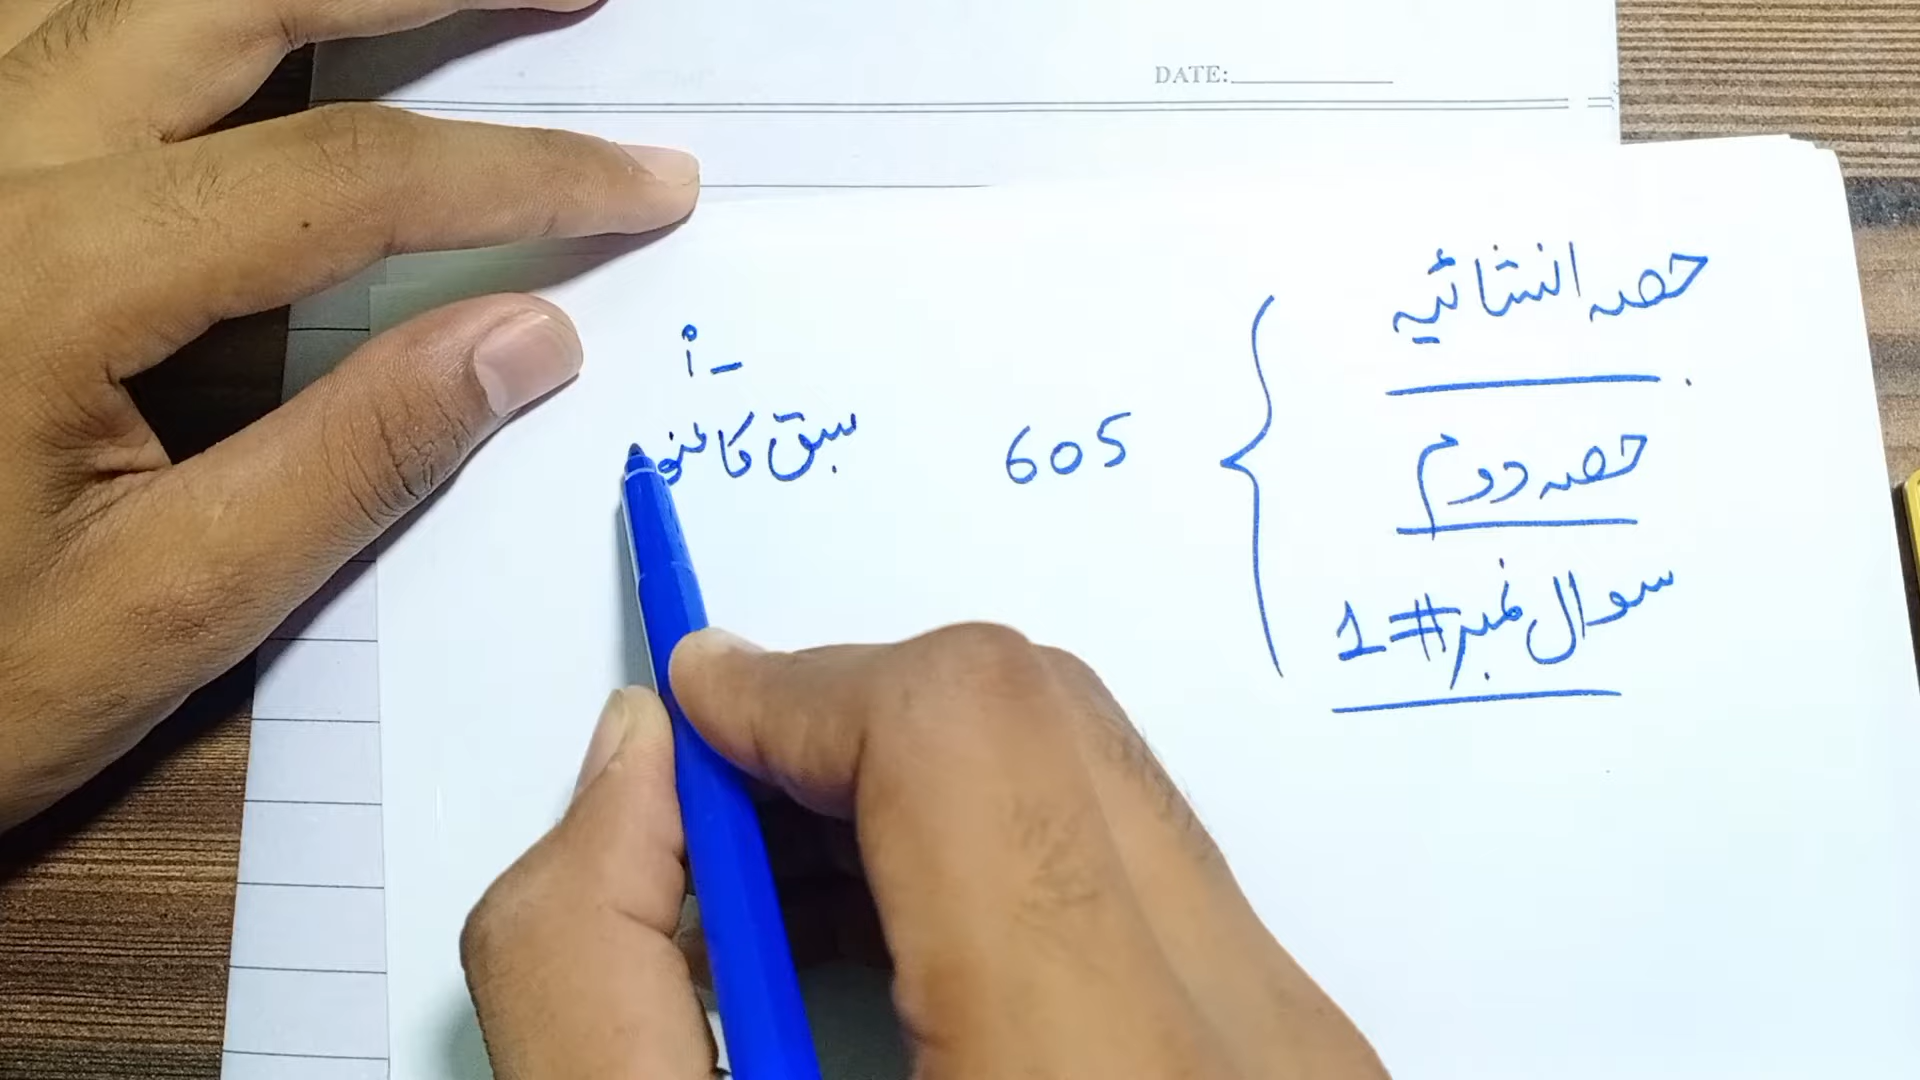 DATE:
حصہ انشائیہ
حصہ دوم
سوال نمبر#1
605
i-
سبق کا